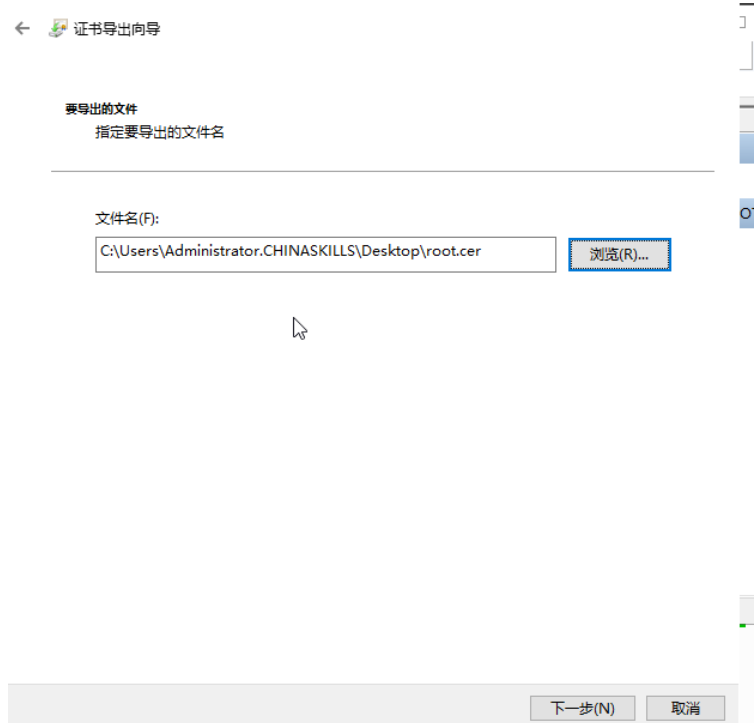 证书导出向导
要导出的文件
指定要导出的文件名
文件名(F):
C:\Users\Administrator.CHINASKILLS\Desktop\root.cer
浏览(R)...
下一步(N)
取消